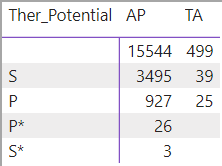 Ther_Potential AP TA
15544 499
S 3495 39
P 927 25
P* 26
S* 3